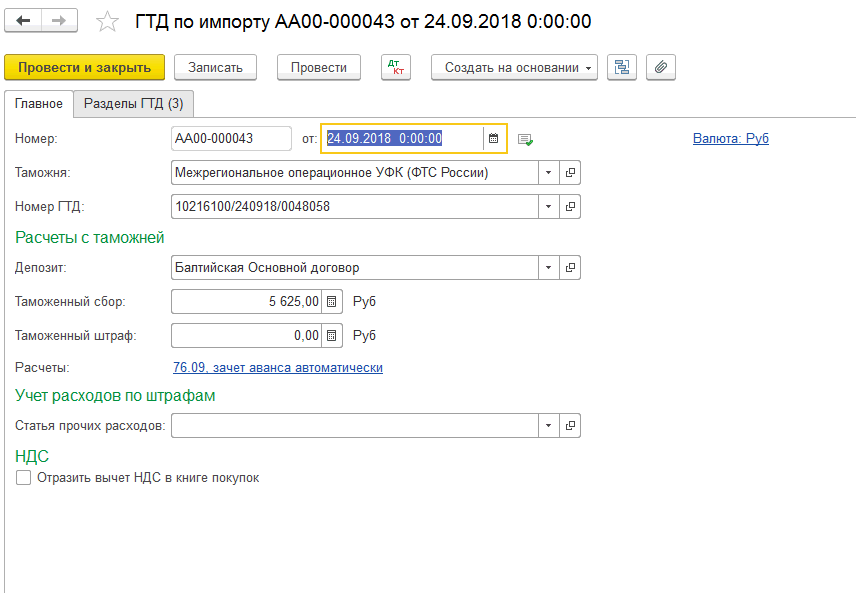 ГТД по импорту АА00-000043 от 24.09.2018 0:00:00
Провести и закрыть Записать Провести Дт Кт Создать на основании
Главное Разделы ГТД (3)
Номер: АА00-000043 от: 24.09.2018 0:00:00 Валюта: Руб
Таможня: Межрегиональное операционное УФК (ФТС России)
Номер ГТД: 10216100/240918/0048058
Расчеты с таможней
Депозит: Балтийская Основной договор
Таможенный сбор: 5 625,00 Руб
Таможенный штраф: 0,00 Руб
Расчеты: 76.09, зачет аванса автоматически
Учет расходов по штрафам
Статья прочих расходов:
НДС
Отразить вычет НДС в книге покупок